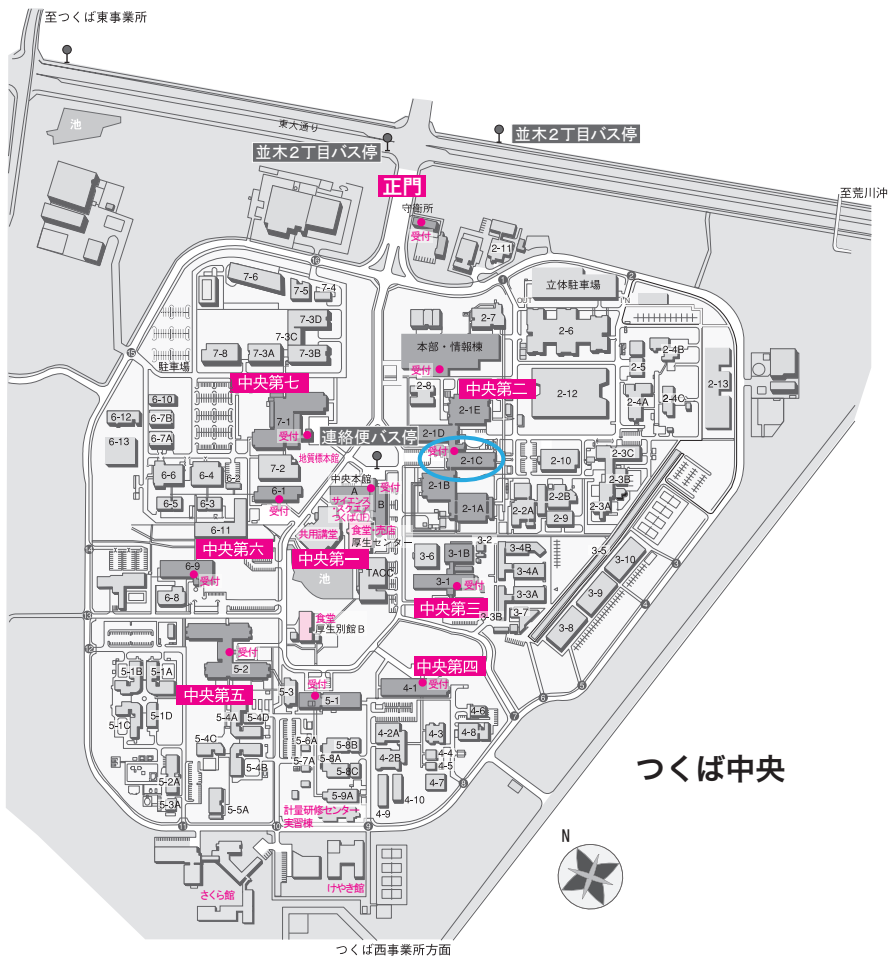 至つくば東事業所
池
東大通り
並木2丁目バス停
並木2丁目バス停
正門
至荒川沖
守衛所
受付
2-11
16
1
2
7-6
7-5
7-4
立体駐車場
OUT
IN
7-3D
7-3C
2-7
2-6
本部・情報棟
受付
15
駐車場
7-8
7-3A
7-3B
2-4B
2-5
2-13
中央第七
2-8
中央第二
2-12
2-4A
2-4C
6-10
6-12
6-7B
6-7A
6-13
7-1
受付
連絡便バス停
2-1E
2-1D
受付
2-1C
2-10
2-3C
地質標本館
7-2
6-6
6-4
6-2
6-1
受付
6-5
6-3
中央本館
A
受付
サイエンス
・スクエア
つくば(1F)
B
2-1B
2-1A
2-2A
2-2B
2-9
2-3B
2-3A
食堂・売店
厚生センター
共用講堂
6-11
中央第六
中央第一
3-2
3-6
3-1B
3-4B
3-5
3-10
6-9
受付
池
TACC
3-1
受付
3-4A
3-3A
3-9
3
6-8
中央第三
3-3B
3-7
3-8
4
食堂
厚生別館B
受付
5-2
中央第四
4-1
受付
5-1B
5-1A
中央第五
5-3
受付
5-1
5
6
7
5-1C
5-1D
5-4A
5-4D
4-6
5-4C
5-4B
5-6A
5-7A
5-8B
5-8A
5-8C
4-2A
4-2B
4-3
4-8
4-4
4-5
4-7
つくば中央
8
5-2A
5-3A
5-5A
5-9A
4-10
4-9
計量研修センター
実習棟
11
10
9
N
さくら館
けやき館
つくば西事業所方面